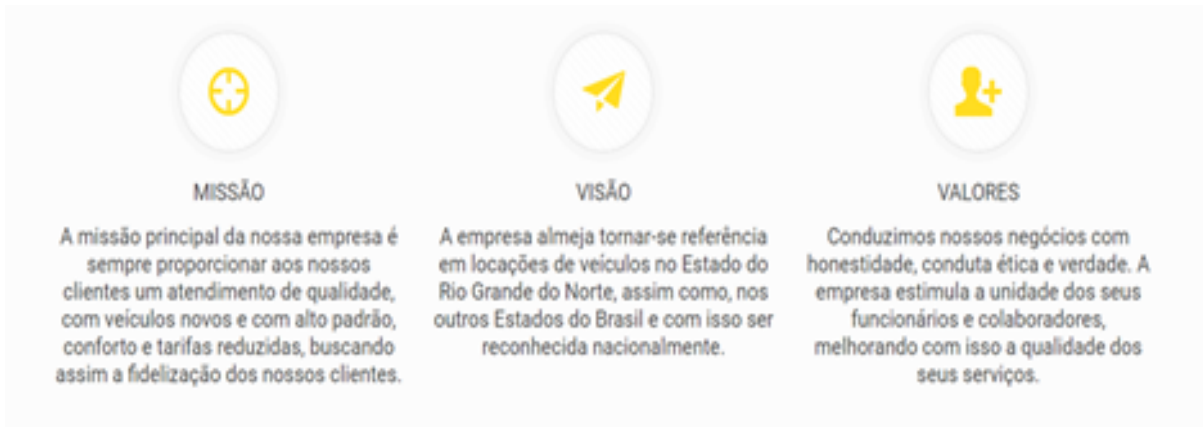 MISSÃO
A missão principal da nossa empresa é
sempre proporcionar aos nossos
clientes um atendimento de qualidade,
com veículos novos e com alto padrão,
conforto e tarifas reduzidas, buscando
assim a fidelização dos nossos clientes.
VISÃO
A empresa almeja tornar-se referência
em locações de veículos no Estado do
Rio Grande do Norte, assim como, nos
outros Estados do Brasil e com isso ser
reconhecida nacionalmente.
VALORES
Conduzimos nossos negócios com
honestidade, conduta ética e verdade. A
empresa estimula a unidade dos seus
funcionários e colaboradores,
melhorando com isso a qualidade dos
seus serviços.